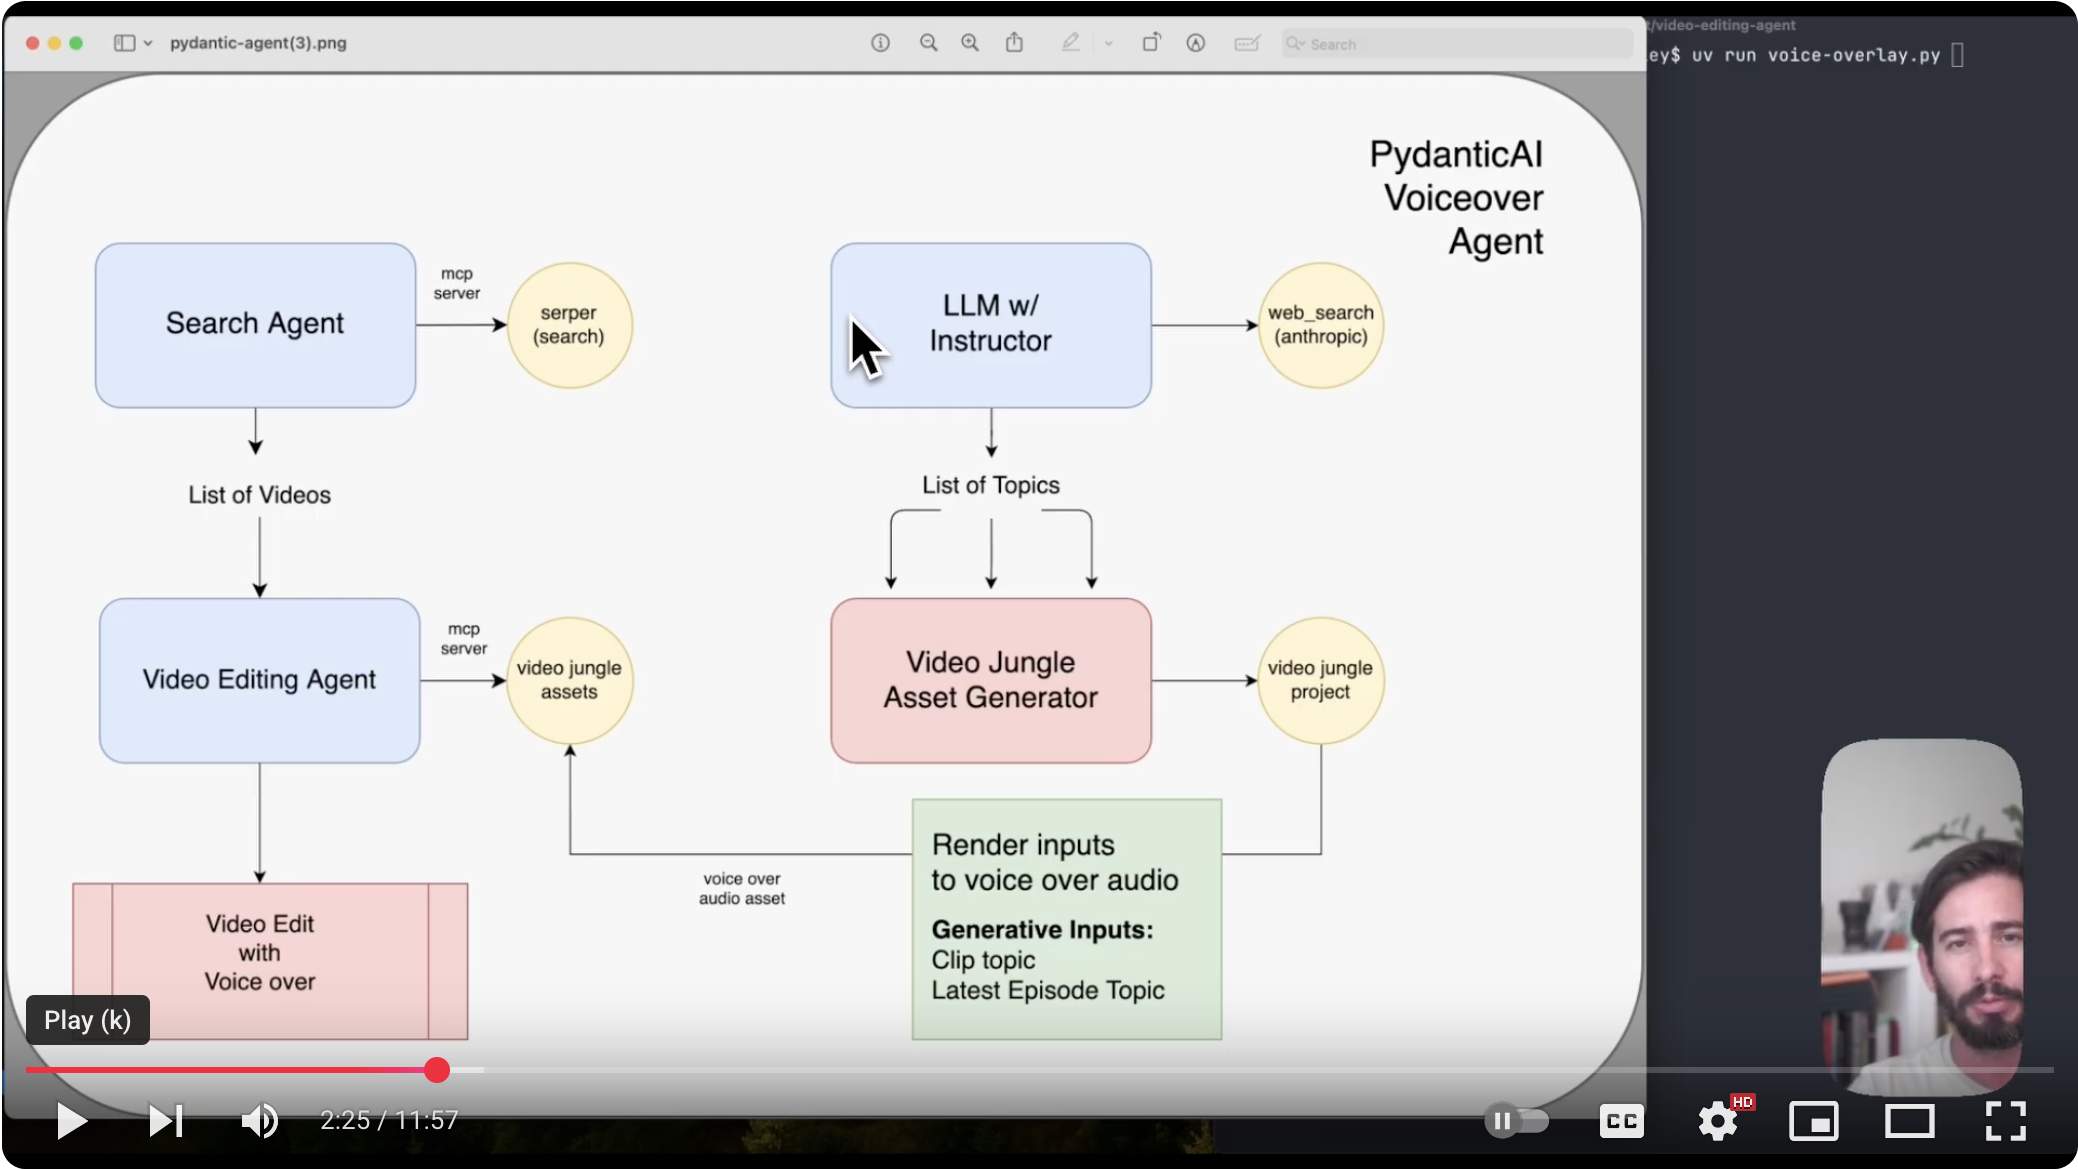 pydantic-agent(3).png
Search
t/video-editing-agent
ey$ uv run voice-overlay.py
PydanticAI
Voiceover
Agent
Search Agent
mcp
server
serper
(search)
LLM w/
Instructor
web_search
(anthropic)
List of Videos
List of Topics
Video Editing Agent
mcp
server
video jungle
assets
Video Jungle
Asset Generator
video jungle
project
voice over
audio asset
Render inputs
to voice over audio
Generative Inputs:
Clip topic
Latest Episode Topic
Video Edit
with
Voice over
Play (k)
2:25 / 11:57
CC
HD